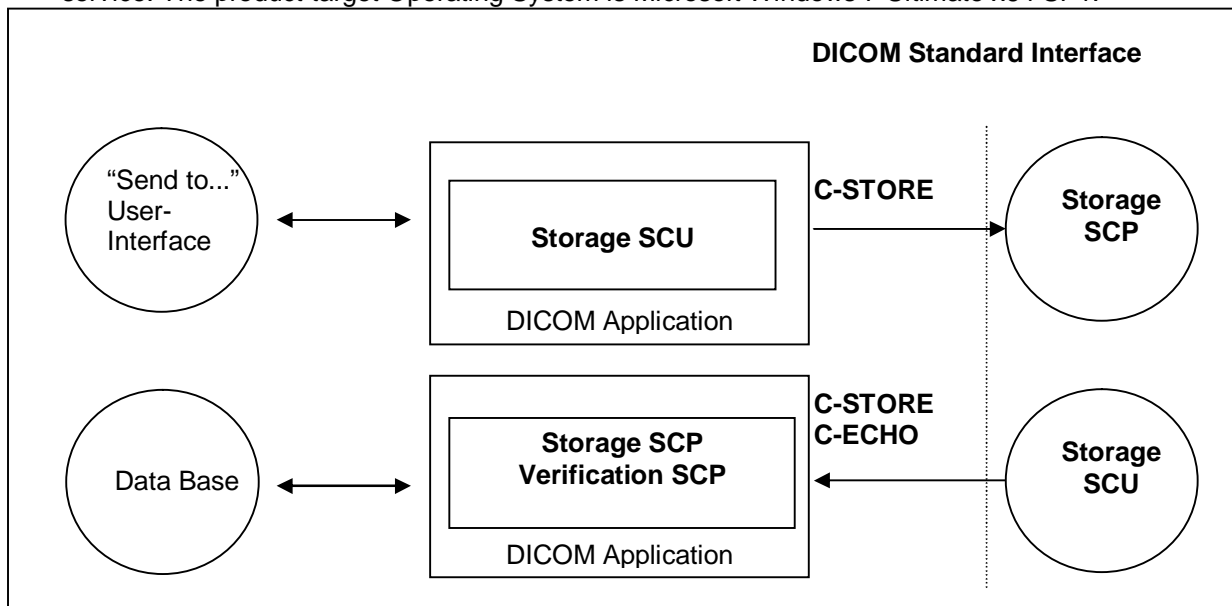 DICOM Standard Interface
“Send to...”
User-
Interface
Storage SCU
DICOM Application
C-STORE
Storage
SCP
Data Base
Storage SCP
Verification SCP
DICOM Application
C-STORE
C-ECHO
Storage
SCU